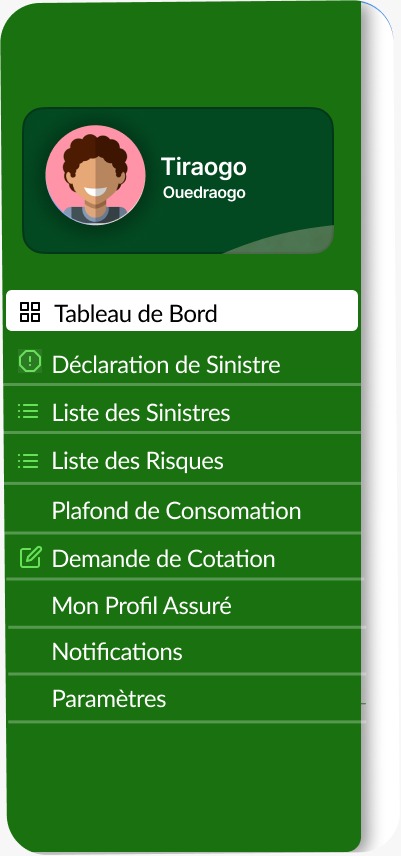 Tiraogo
Ouedraogo
Tableau de Bord
Déclaration de Sinistre
Liste des Sinistres
Liste des Risques
Plafond de Consomation
Demande de Cotation
Mon Profil Assuré
Notifications
Paramètres